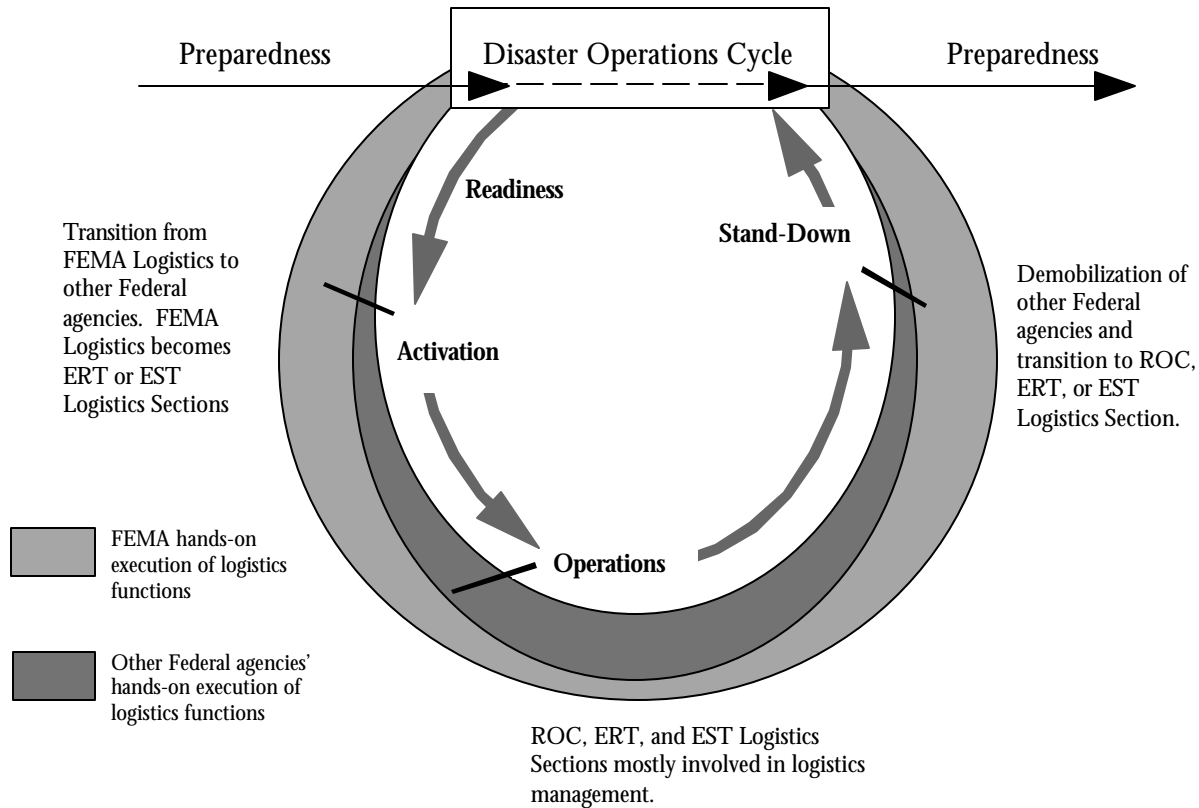 Preparedness
Disaster Operations Cycle
Preparedness
Readiness
Stand-Down
Transition from
FEMA Logistics to
other Federal
agencies.  FEMA
Logistics becomes
ERT or EST
Logistics Sections
Demobilization of
other Federal
agencies and
transition to ROC,
ERT, or EST
Logistics Section.
Activation
Operations
FEMA hands-on
execution of logistics
functions
Other Federal agencies’
hands-on execution of
logistics functions
ROC, ERT, and EST Logistics
Sections mostly involved in logistics
management.